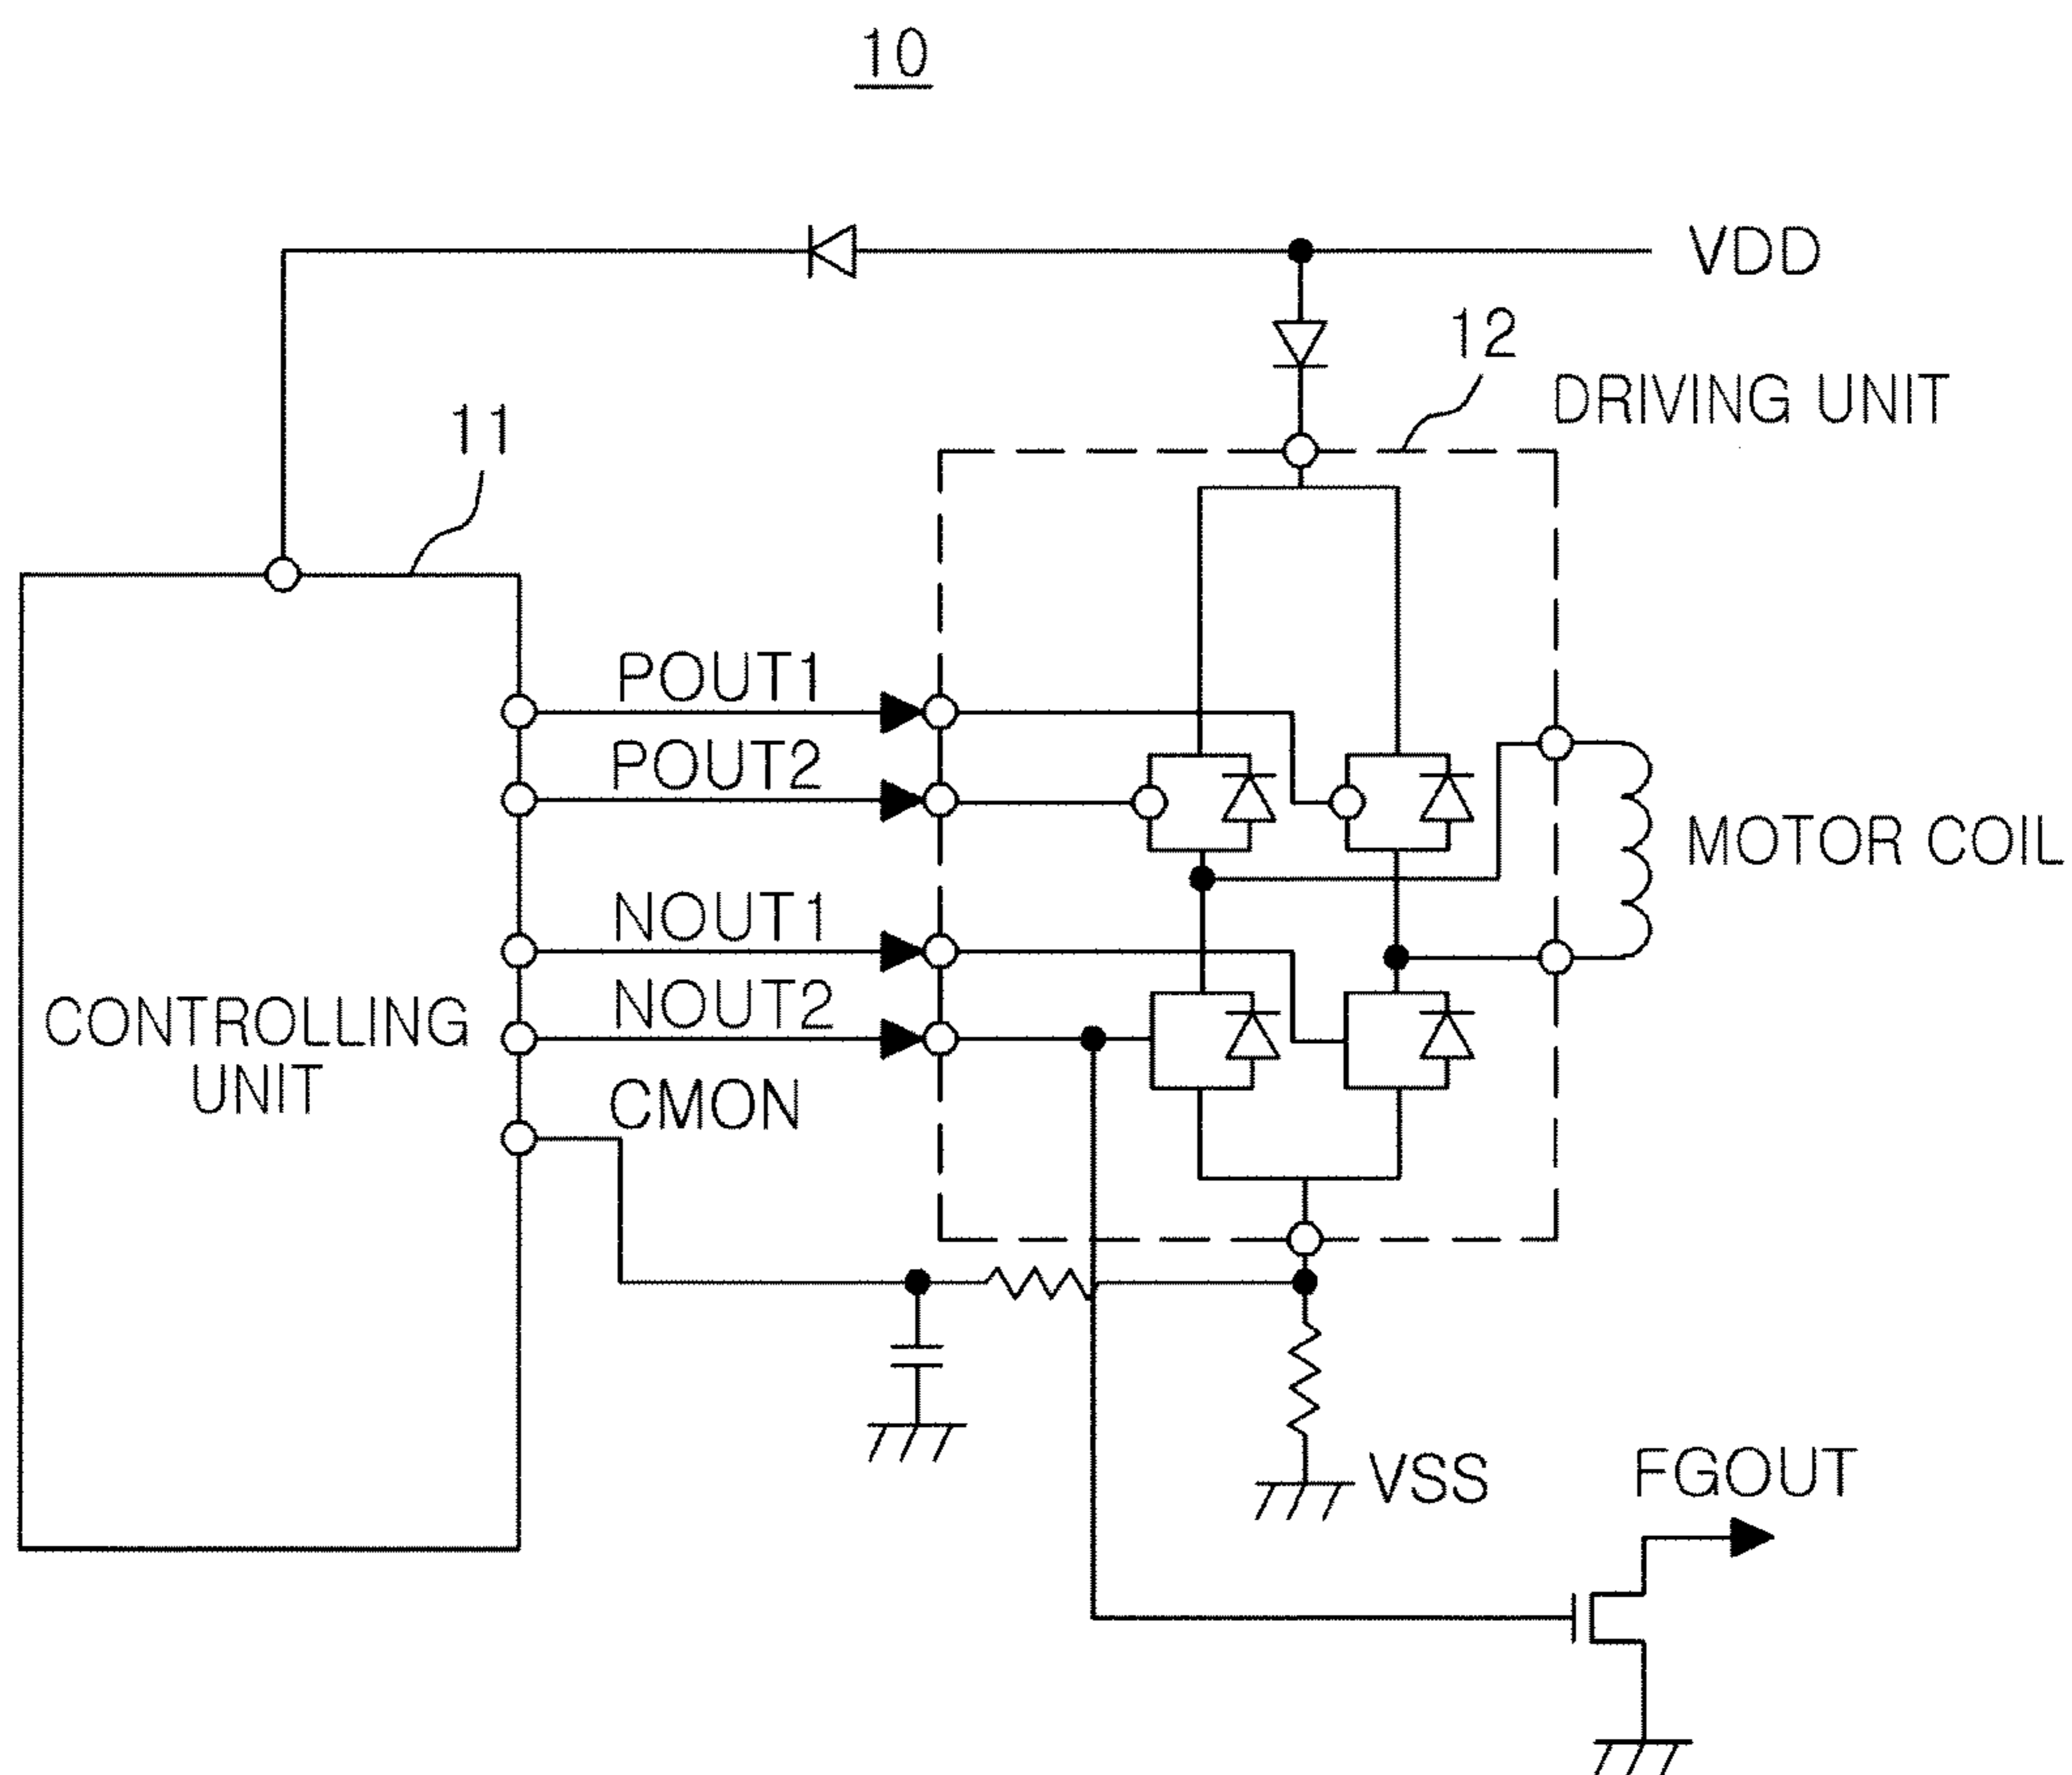 10
VDD
12
DRIVING UNIT
11
POUT1
POUT2
MOTOR COIL
NOUT1
NOUT2
CONTROLLING
UNIT
CMON
VSS
FGOUT